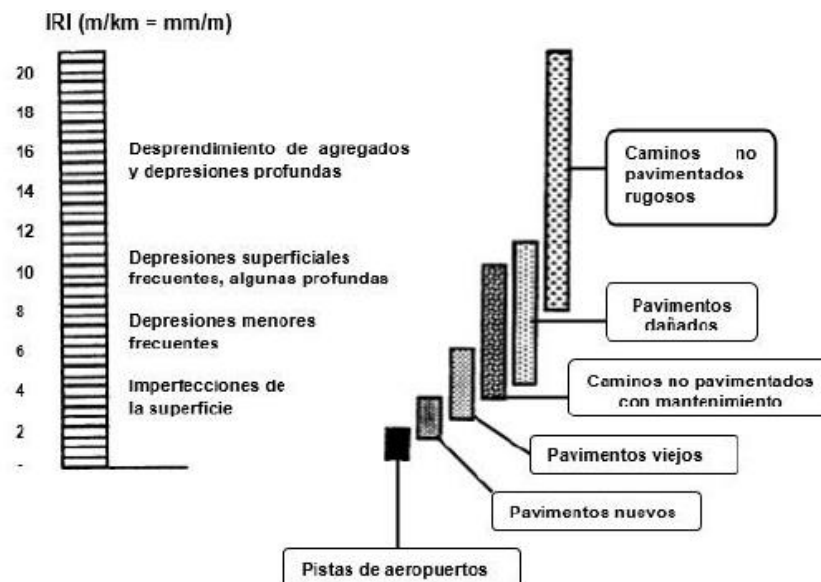 IRI (m/km = mm/m)
20
18
16
14
12
10
8
6
4
2
-
Desprendimiento de agregados
y depresiones profundas
Depresiones superficiales
frecuentes, algunas profundas
Depresiones menores
frecuentes
Imperfecciones de
la superficie
Caminos no
pavimentados
rugosos
Pavimentos
dañados
Caminos no pavimentados
con mantenimiento
Pavimentos viejos
Pavimentos nuevos
Pistas de aeropuertos